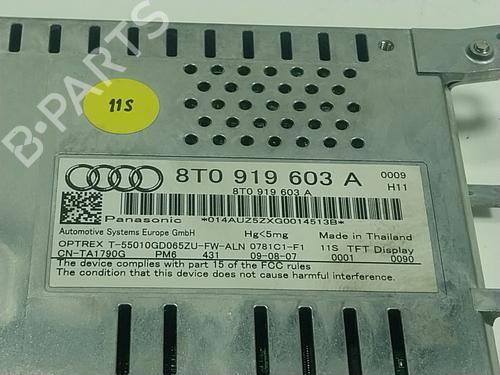 B-PARTS
11S
8T0 919 603 A
0009
H11
8T0 919 603 A
Panasonic
*014AUZ5ZXG0014513B*
Automotive Systems Europe GmbH
Hg<5mg
Made in Thailand
OPTREX T-55010GD065ZU-FW-ALN 0781C1-F1 11S TFT Display
CN-TA1790G PM6 431 09-08-07 0001 0090
The device complies with part 15 of the FCC rules
The condition that this device does not cause harmful interference.